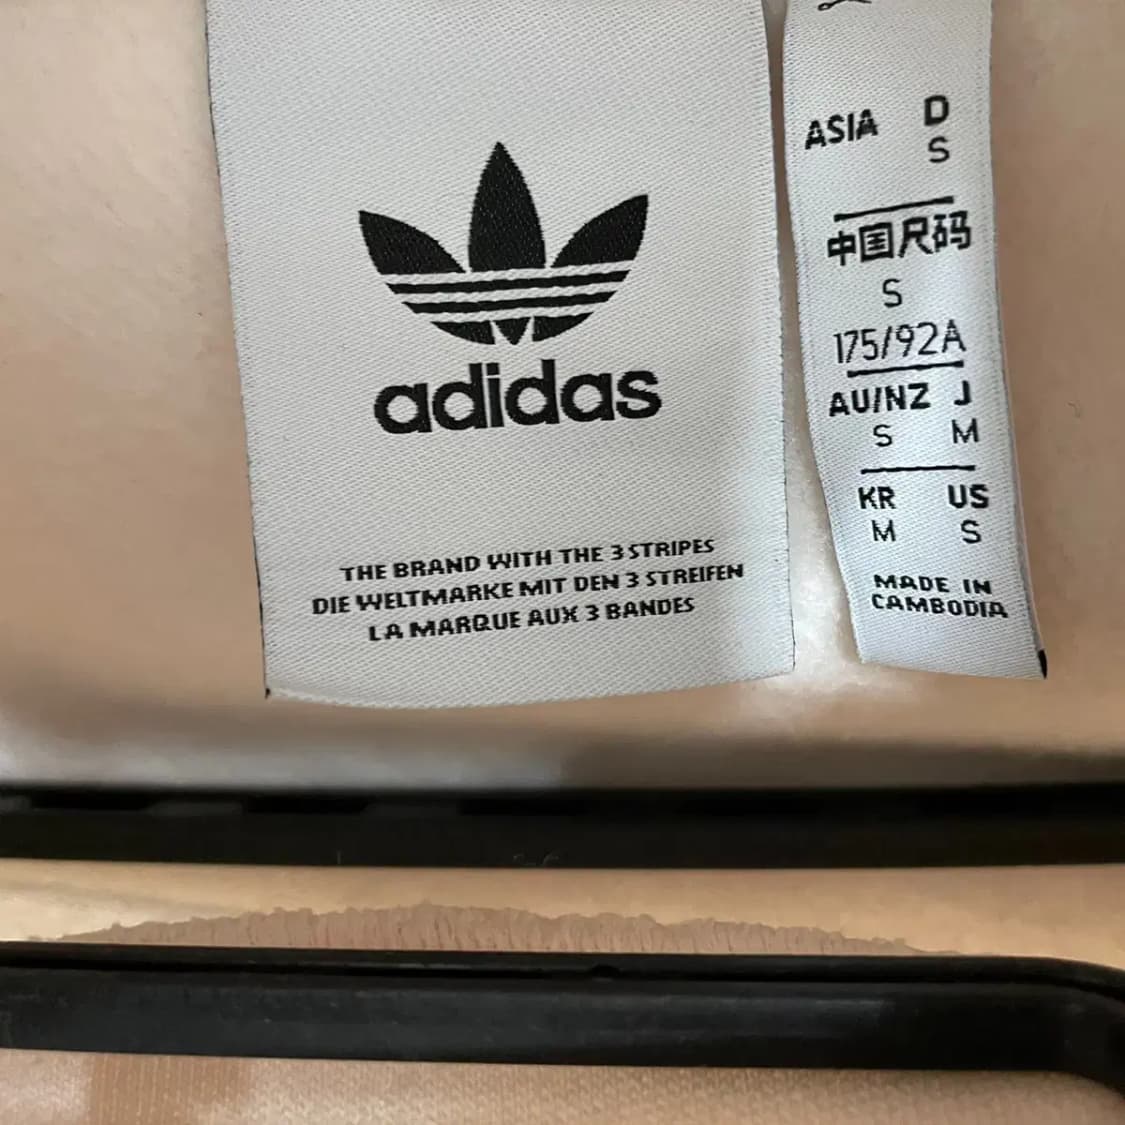 adidas
THE BRAND WITH THE 3 STRIPES
DIE WELTMARKE MIT DEN 3 STREIFEN
LA MARQUE AUX 3 BANDES
ASIA D
S
中国尺码
S
175/92A
AU/NZ J
S M
KR US
M S
MADE IN
CAMBODIA